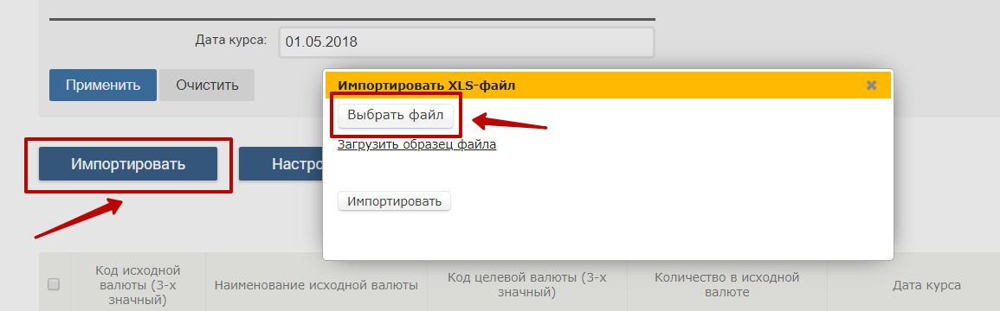 Дата курса: 01.05.2018
Применить Очистить
Импортировать XLS-файл
Выбрать файл
Загрузить образец файла
Импортировать Настро
Импортировать
Код исходной
валюты (3-х
значный)
Наименование исходной валюты
Код целевой валюты (3-х
значный)
Количество в исходной
валюте
Дата курса